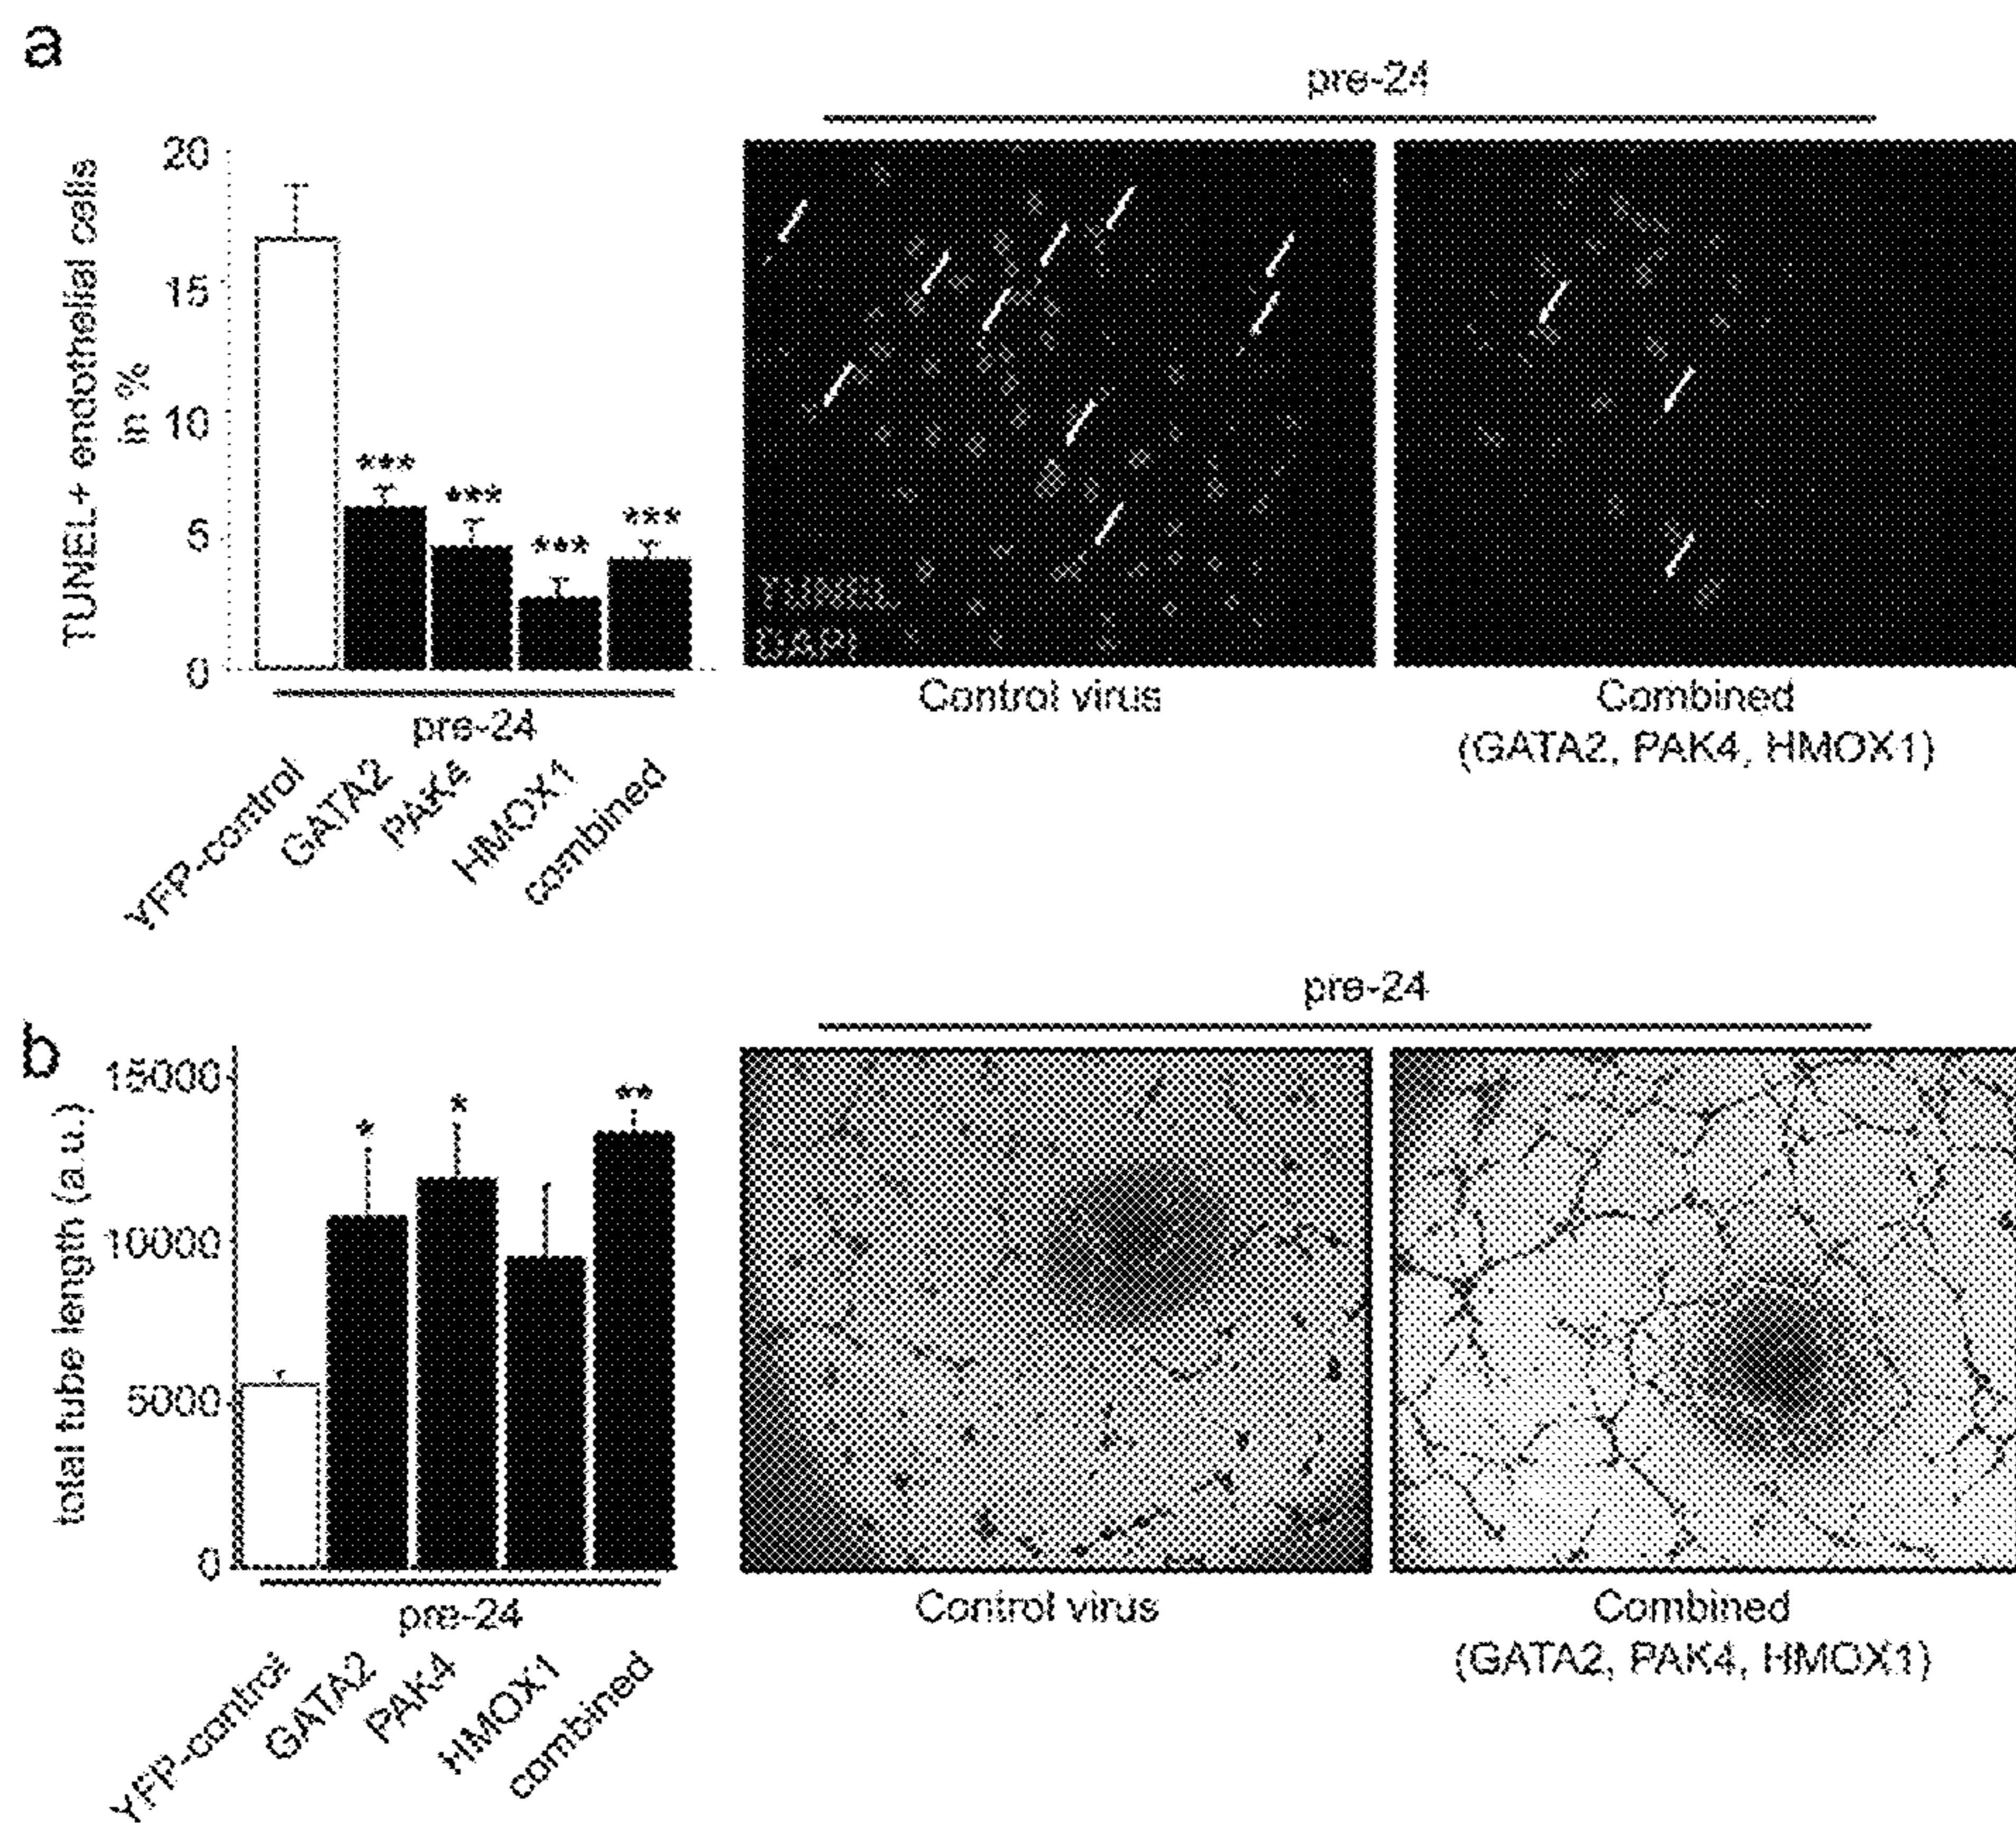 a
pre-24
TUNEL+ endothelial cells
in %
20
15
10
5
0
***
***
***
***
pre-24
YFP-control
GATA2
PAK4
HMOX1
combined
TUNEL
DAPI
Control virus
Combined
(GATA2, PAK4, HMOX1)
b
pre-24
total tube length (a.u.)
15000
10000
5000
0
*
*
**
pre-24
YFP-control
GATA2
PAK4
HMOX1
combined
Control virus
Combined
(GATA2, PAK4, HMOX1)